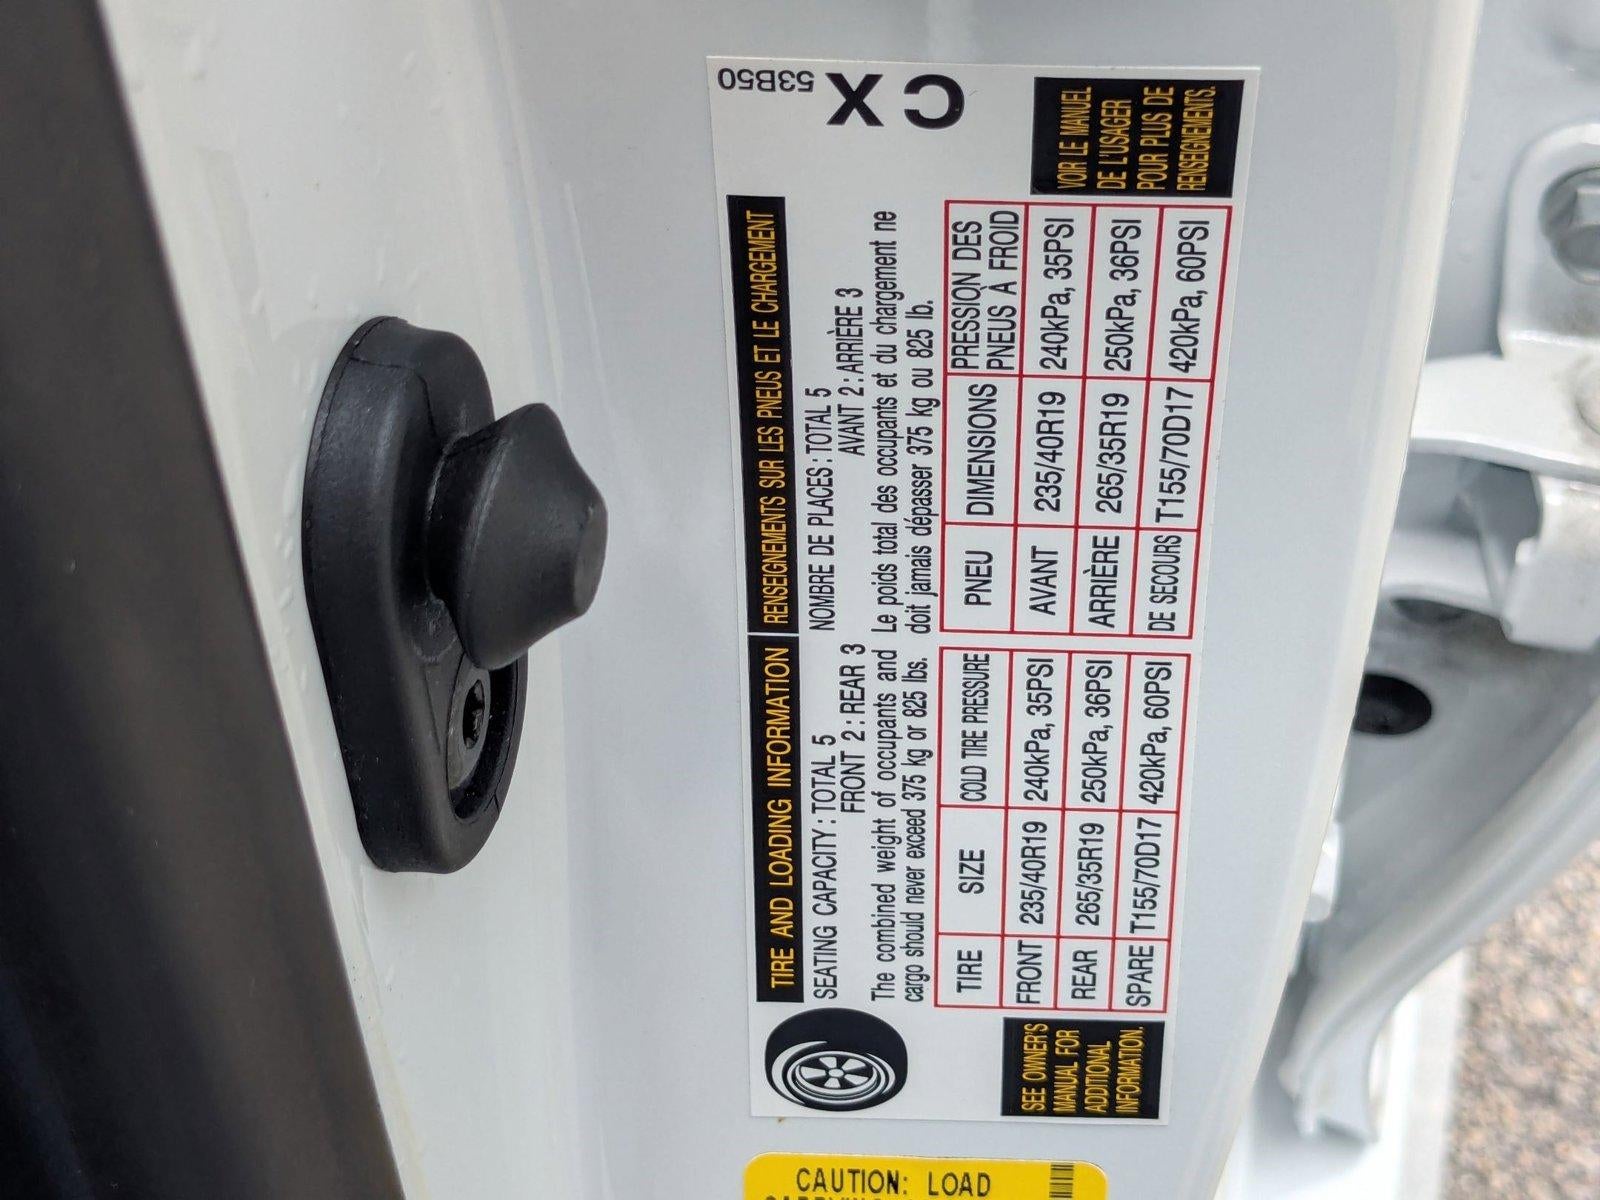 TIRE AND LOADING INFORMATION
SEATING CAPACITY: TOTAL 5
FRONT 2: REAR 3
The combined weight of occupants and
cargo should never exceed 375 kg or 825 lbs.
TIRE SIZE COLD TIRE PRESSURE
FRONT 235/40R19 240kPa, 35PSI
REAR 265/35R19 250kPa, 36PSI
SPARE T155/70D17 420kPa, 60PSI
SEE OWNER'S
MANUAL FOR
ADDITIONAL
INFORMATION.
RENSEIGNEMENTS SUR LES PNEUS ET LE CHARGEMENT
NOMBRE DE PLACES: TOTAL 5
AVANT 2: ARRIÈRE 3
Le poids total des occupants et du chargement ne
doit jamais dépasser 375 kg ou 825 lb.
PNEU DIMENSIONS PRESSION DES
PNEUS À FROID
AVANT 235/40R19 240kPa, 35PSI
ARRIÈRE 265/35R19 250kPa, 36PSI
DE SECOURS T155/70D17 420kPa, 60PSI
VOIR LE MANUEL
DE L'USAGER
POUR PLUS DE
RENSEIGNEMENTS.
CX
53B50
CAUTION: LOAD